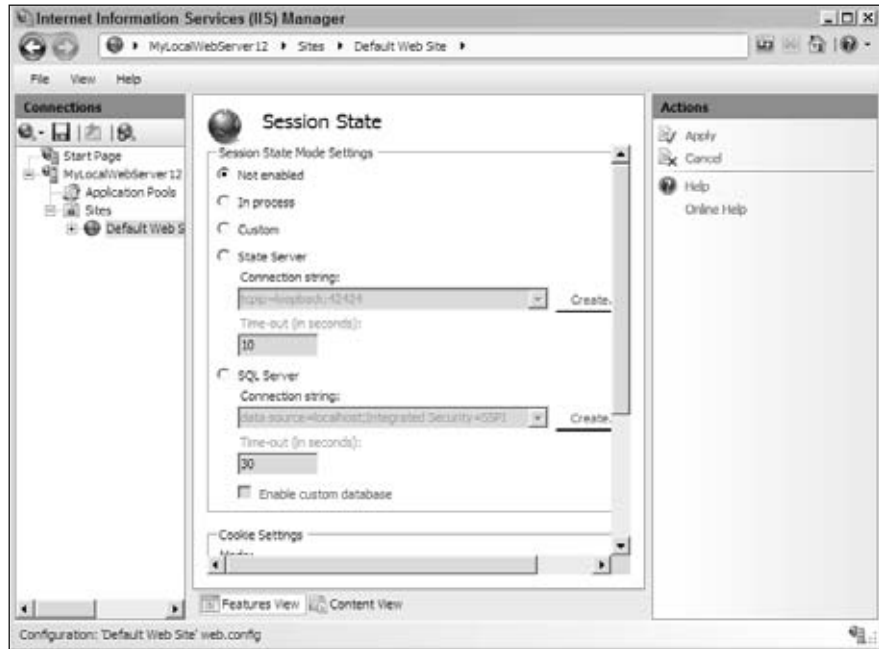 Internet Information Services (IIS) Manager
MyLocalWebServer12 Sites Default Web Site
File View Help
Connections
Start Page
MyLocalWebServer12
Application Pools
Sites
Default Web S
Session State
Session State Mode Settings
Not enabled
In process
Custom
State Server
Connection string:
tcpip=loopback:42424
Create.
Time-out (in seconds):
10
SQL Server
Connection string:
data source=localhost;Integrated Security=SSPI
Create.
Time-out (in seconds):
30
Enable custom database
Cookie Settings
Features View Content View
Actions
Apply
Cancel
Help
Online Help
Configuration: 'Default Web Site' web.config